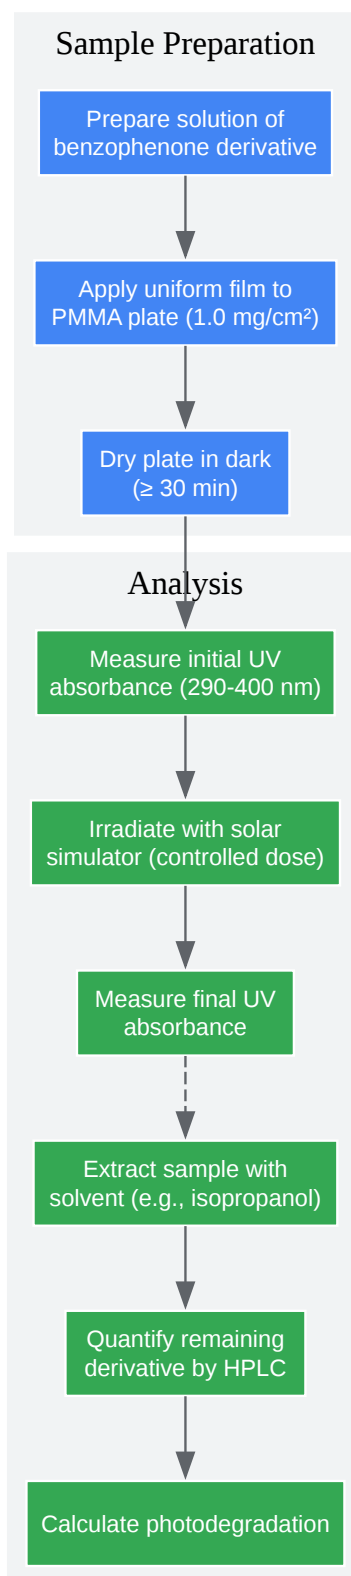 Sample Preparation
Prepare solution of
benzophenone derivative
Apply uniform film to
PMMA plate (1.0 mg/cm²)
Dry plate in dark
(≥ 30 min)
Analysis
Measure initial UV
absorbance (290-400 nm)
Irradiate with solar
simulator (controlled dose)
Measure final UV
absorbance
Extract sample with
solvent (e.g., isopropanol)
Quantify remaining
derivative by HPLC
Calculate photodegradation